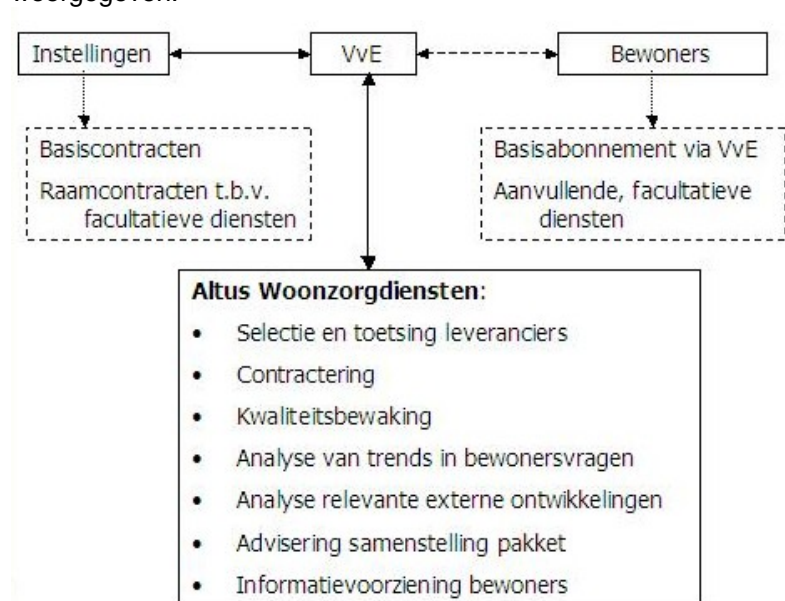 weergegeven.
Instellingen
VvE
Bewoners
Basiscontracten
Raamcontracten t.b.v.
facultatieve diensten
Basisabonnement via VvE
Aanvullende, facultatieve
diensten
Altus Woonzorgdiensten:
• Selectie en toetsing leveranciers
• Contractering
• Kwaliteitsbewaking
• Analyse van trends in bewonersvragen
• Analyse relevante externe ontwikkelingen
• Advisering samenstelling pakket
• Informatievoorziening bewoners